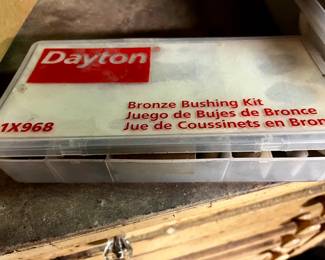 Dayton
Bronze Bushing Kit
1X968
Juego de Bujes de Bronce
Jue de Coussinets en Bron